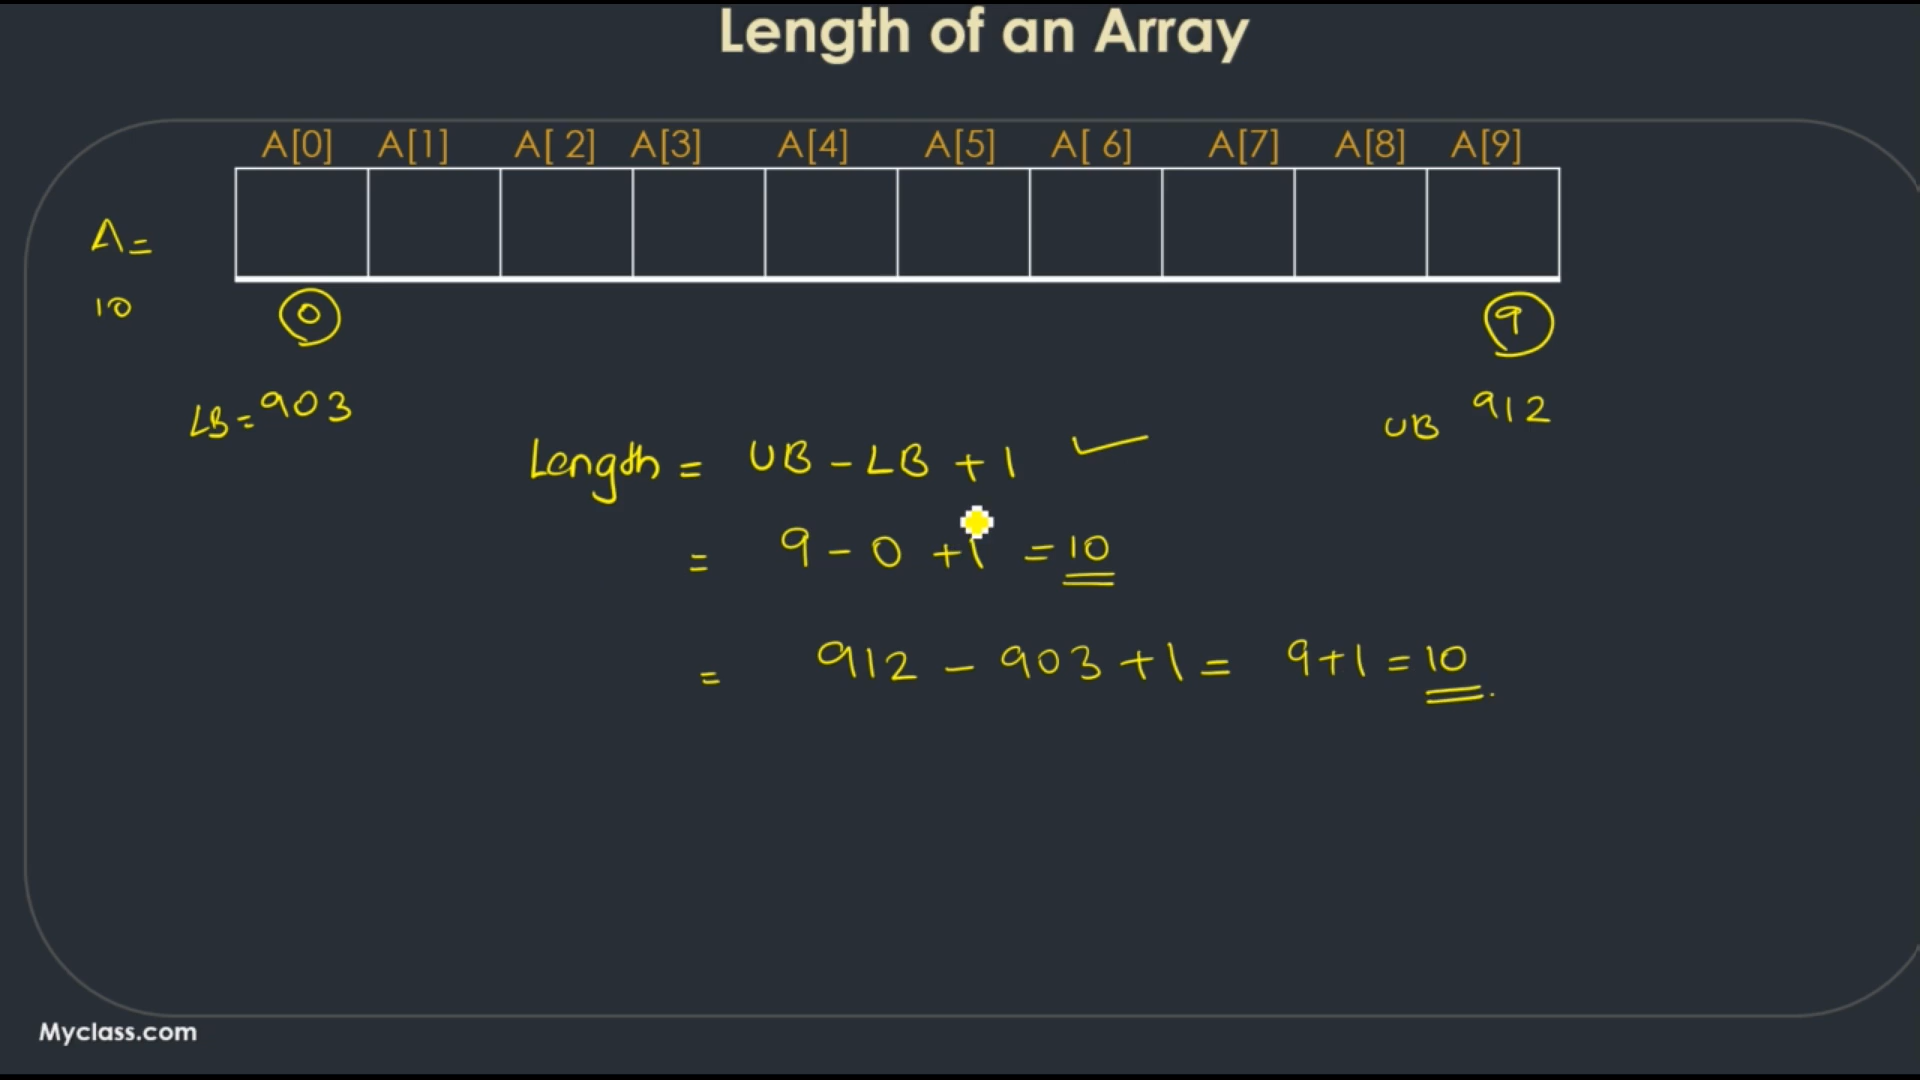 Length of an Array
A[0] A[1] A[ 2] A[3] A[4] A[5] A[ 6] A[7] A[8] A[9]
A =
10 0 9
LB = 903 UB 912
Length = UB - LB + 1 ✓
= 9 - 0 + 1 = 10
= 912 - 903 + 1 = 9 + 1 = 10.
Myclass.com